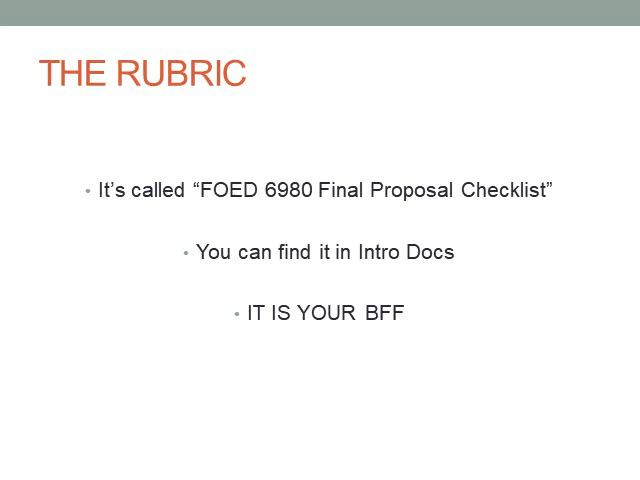 THE RUBRIC
• It’s called “FOED 6980 Final Proposal Checklist”
• You can find it in Intro Docs
• IT IS YOUR BFF